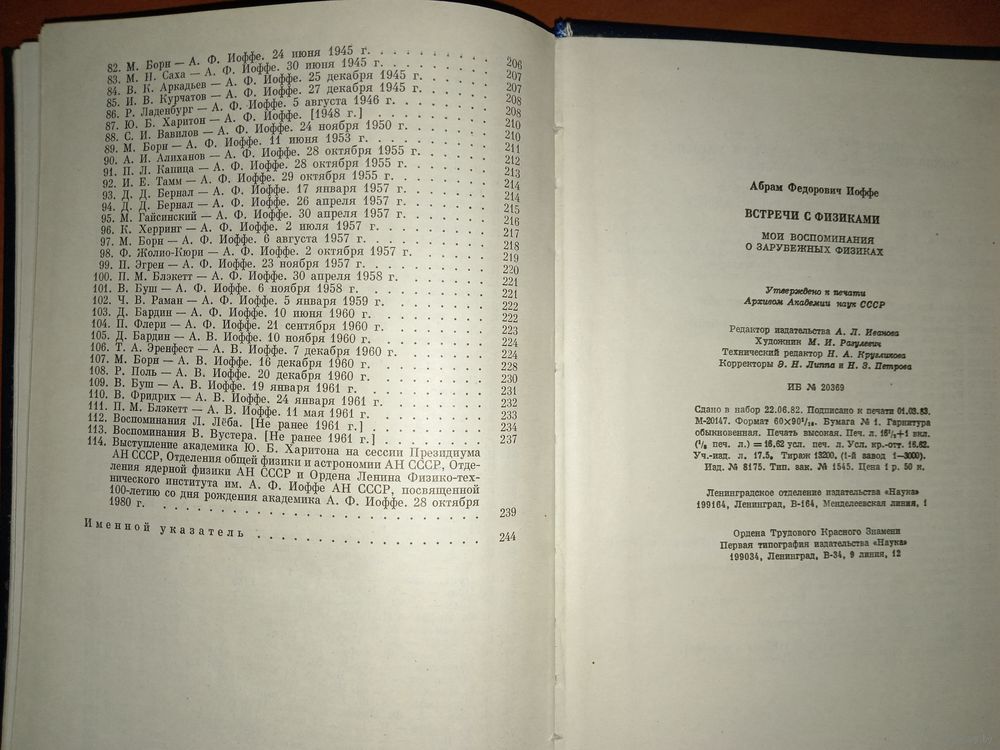 82. М. Борн — А. Ф. Иоффе. 24 июня 1945 г. 206
83. М. Н. Саха — А. Ф. Иоффе. 30 июня 1945 г. 207
84. В. К. Аркадьев — А. Ф. Иоффе. 25 декабря 1945 г. 207
85. И. В. Курчатов — А. Ф. Иоффе. 27 декабря 1945 г. 208
86. Р. Ладенбург — А. Ф. Иоффе. 5 августа 1946 г. 208
87. Ю. Б. Харитон — А. Ф. Иоффе. [1948 г.] 210
88. С. И. Вавилов — А. Ф. Иоффе. 24 ноября 1950 г. 210
89. М. Борн — А. Ф. Иоффе. 11 июня 1953 г. 211
90. А. И. Алиханов — А. Ф. Иоффе. 28 октября 1955 г. 212
91. П. Л. Капица — А. Ф. Иоффе. 28 октября 1955 г. 213
92. И. Е. Тамм — А. Ф. Иоффе. 29 октября 1955 г. 214
93. Д. Д. Бернал — А. Ф. Иоффе. 17 января 1957 г. 214
94. Д. Д. Бернал — А. Ф. Иоффе. 26 апреля 1957 г. 215
95. М. Гайсинский — А. Ф. Иоффе. 30 апреля 1957 г. 216
96. К. Херринг — А. Ф. Иоффе. 2 июля 1957 г. 217
97. М. Борн — А. Ф. Иоффе. 6 августа 1957 г. 218
98. Ф. Жолио-Кюри — А. Ф. Иоффе. 2 октября 1957 г. 219
99. П. Эгрен — А. Ф. Иоффе. 23 ноября 1957 г. 220
100. П. М. Блэкетт — А. Ф. Иоффе. 30 апреля 1958 г. 221
101. В. Буш — А. Ф. Иоффе. 6 ноября 1958 г. 221
102. Ч. В. Раман — А. Ф. Иоффе. 5 января 1959 г. 222
103. Д. Бардин — А. Ф. Иоффе. 10 июня 1960 г. 222
104. П. Флери — А. Ф. Иоффе. 21 сентября 1960 г. 223
105. Д. Бардин — А. В. Иоффе. 10 ноября 1960 г. 224
106. Т. А. Эренфест — А. В. Иоффе. 7 декабря 1960 г. 224
107. М. Борн — А. В. Иоффе. 16 декабря 1960 г. 228
108. Р. Поль — А. В. Иоффе. 20 декабря 1960 г. 230
109. В. Буш — А. В. Иоффе. 19 января 1961 г. 231
110. В. Фридрих — А. В. Иоффе. 24 января 1961 г. 232
111. П. М. Блэкетт — А. В. Иоффе. 11 мая 1961 г. 233
112. Воспоминания Л. Лёба. [Не ранее 1961 г.] 234
113. Воспоминания В. Вустера. [Не ранее 1961 г.] 237
114. Выступление академика Ю. Б. Харитона на сессии Президиума
АН СССР, Отделения общей физики и астрономии АН СССР, Отде-
ления ядерной физики АН СССР и Ордена Ленина Физико-тех-
нического института им. А. Ф. Иоффе АН СССР, посвященной
100-летию со дня рождения академика А. Ф. Иоффе. 28 октября
1980 г. 239
Именной указатель 244
Абрам Федорович Иоффе
ВСТРЕЧИ С ФИЗИКАМИ
МОИ ВОСПОМИНАНИЯ
О ЗАРУБЕЖНЫХ ФИЗИКАХ
Утверждено к печати
Архивом Академии наук СССР
Редактор издательства А. Л. Иванова
Художник М. И. Разулевич
Технический редактор Н. А. Кругликова
Корректоры Э. Н. Липпа и Н. З. Петрова
ИБ № 20369
Сдано в набор 22.06.82. Подписано к печати 01.03.83.
М-20147. Формат 60×90¹/₁₆. Бумага № 1. Гарнитура
обыкновенная. Печать высокая. Печ. л. 16¹/₂+1 вкл.
(¹/₈ печ. л.) = 16.62 усл. печ. л. Усл. кр.-отт. 16.62.
Уч.-изд. л. 17.5. Тираж 13200. (1-й завод 1—3000).
Изд. № 8175. Тип. зак. № 1545. Цена 1 р. 50 к.
Ленинградское отделение издательства «Наука»
199164, Ленинград, В-164, Менделеевская линия, 1
Ордена Трудового Красного Знамени
Первая типография издательства «Наука»
199034, Ленинград, В-34, 9 линия, 12